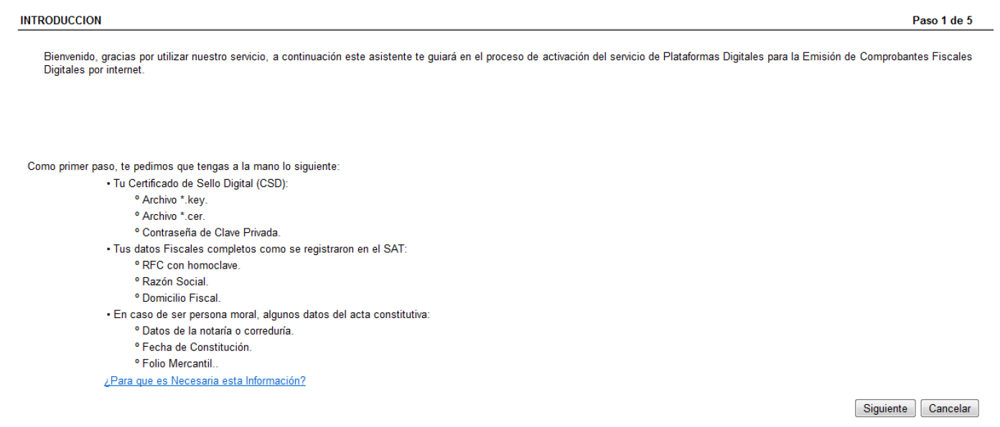 INTRODUCCION
Paso 1 de 5
Bienvenido, gracias por utilizar nuestro servicio, a continuación este asistente te guiará en el proceso de activación del servicio de Plataformas Digitales para la Emisión de Comprobantes Fiscales
Digitales por internet.
Como primer paso, te pedimos que tengas a la mano lo siguiente:
• Tu Certificado de Sello Digital (CSD):
º Archivo *.key.
º Archivo *.cer.
º Contraseña de Clave Privada.
• Tus datos Fiscales completos como se registraron en el SAT:
º RFC con homoclave.
º Razón Social.
º Domicilio Fiscal.
• En caso de ser persona moral, algunos datos del acta constitutiva:
º Datos de la notaría o correduría.
º Fecha de Constitución.
º Folio Mercantil..
¿Para que es Necesaria esta Información?
Siguiente
Cancelar